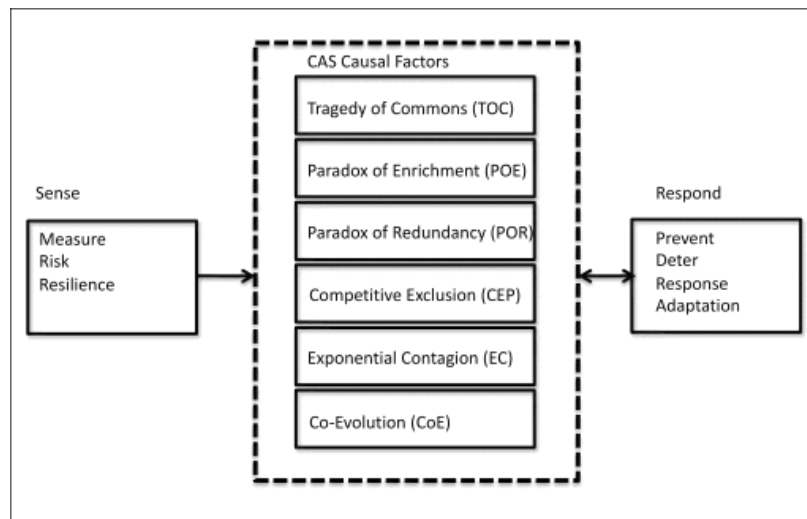 CAS Causal Factors
Tragedy of Commons (TOC)
Paradox of Enrichment (POE)
Paradox of Redundancy (POR)
Competitive Exclusion (CEP)
Exponential Contagion (EC)
Co-Evolution (CoE)
Sense
Measure
Risk
Resilience
Respond
Prevent
Deter
Response
Adaptation